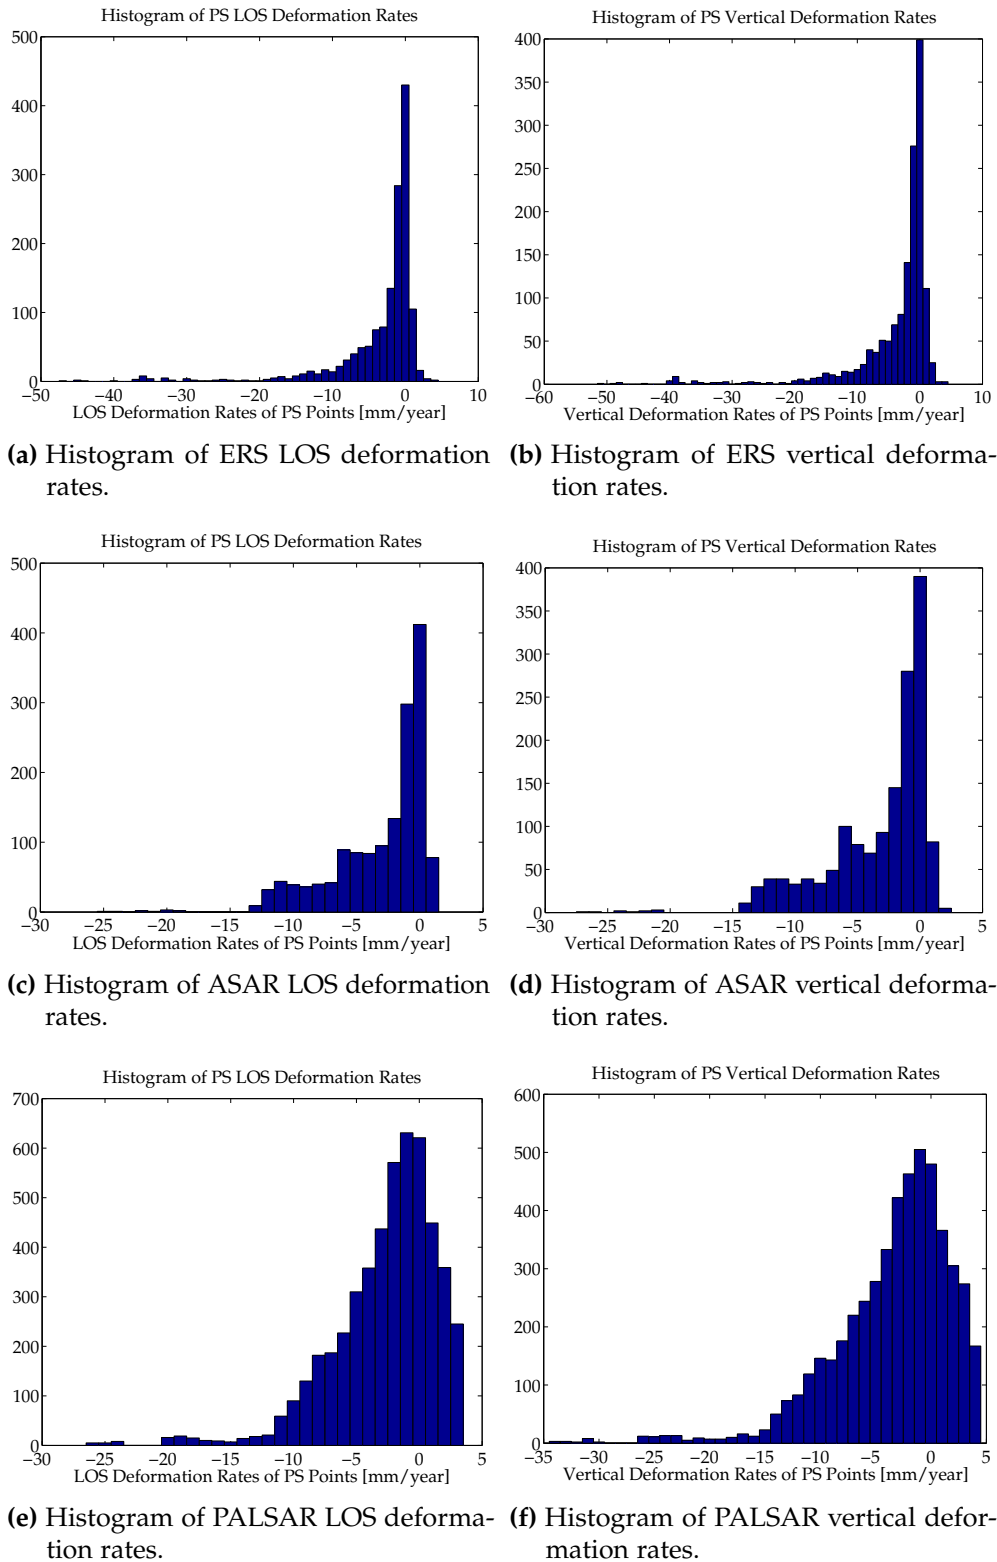 Histogram of PS LOS Deformation Rates
500
400
300
200
100
0
−50 −40 −30 −20 −10 0 10
LOS Deformation Rates of PS Points [mm/year]
(a) Histogram of ERS LOS deformation
rates.
Histogram of PS Vertical Deformation Rates
400
350
300
250
200
150
100
50
0
−60 −50 −40 −30 −20 −10 0 10
Vertical Deformation Rates of PS Points [mm/year]
(b) Histogram of ERS vertical deforma-
tion rates.
Histogram of PS LOS Deformation Rates
500
400
300
200
100
0
−30 −25 −20 −15 −10 −5 0 5
LOS Deformation Rates of PS Points [mm/year]
(c) Histogram of ASAR LOS deformation
rates.
Histogram of PS Vertical Deformation Rates
400
350
300
250
200
150
100
50
0
−30 −25 −20 −15 −10 −5 0 5
Vertical Deformation Rates of PS Points [mm/year]
(d) Histogram of ASAR vertical deforma-
tion rates.
Histogram of PS LOS Deformation Rates
700
600
500
400
300
200
100
0
−30 −25 −20 −15 −10 −5 0 5
LOS Deformation Rates of PS Points [mm/year]
(e) Histogram of PALSAR LOS deforma-
tion rates.
Histogram of PS Vertical Deformation Rates
600
500
400
300
200
100
0
−35 −30 −25 −20 −15 −10 −5 0 5
Vertical Deformation Rates of PS Points [mm/year]
(f) Histogram of PALSAR vertical defor-
mation rates.